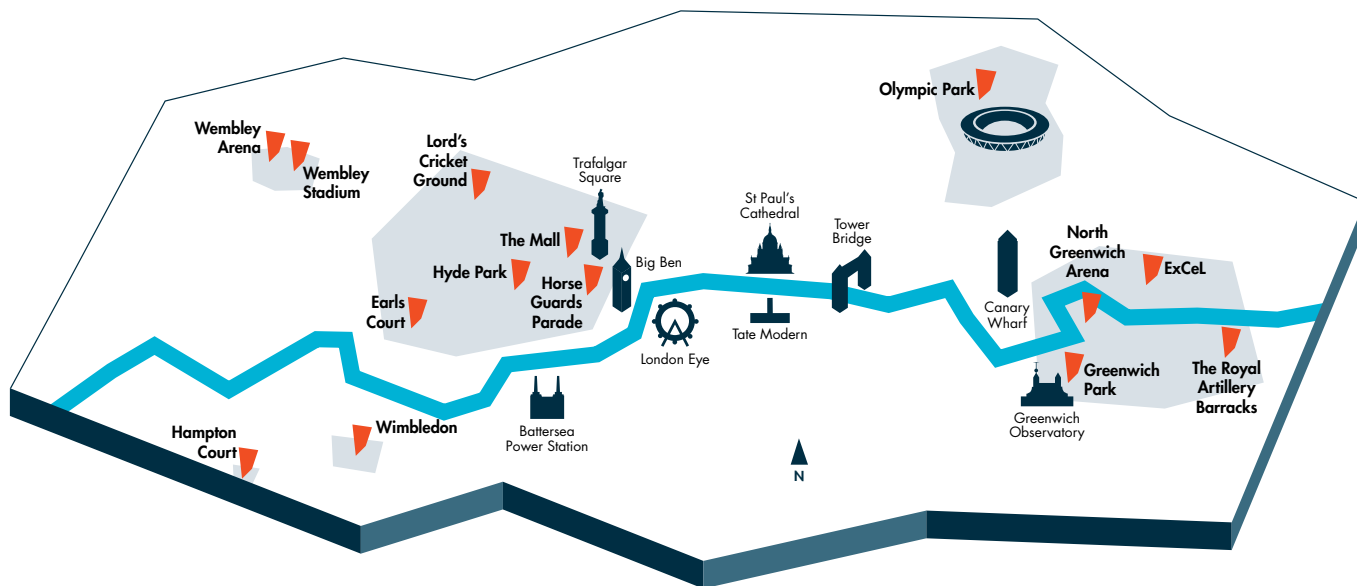 Olympic Park
Wembley
Arena
Wembley
Stadium
Lord's
Cricket
Ground
Trafalgar
Square
St Paul's
Cathedral
Tower
Bridge
The Mall
Hyde Park
Horse
Guards
Parade
Big Ben
Earls
Court
London Eye
Tate Modern
Canary
Wharf
North
Greenwich
Arena
ExCeL
Greenwich
Park
The Royal
Artillery
Barracks
Greenwich
Observatory
Hampton
Court
Wimbledon
Battersea
Power Station
N